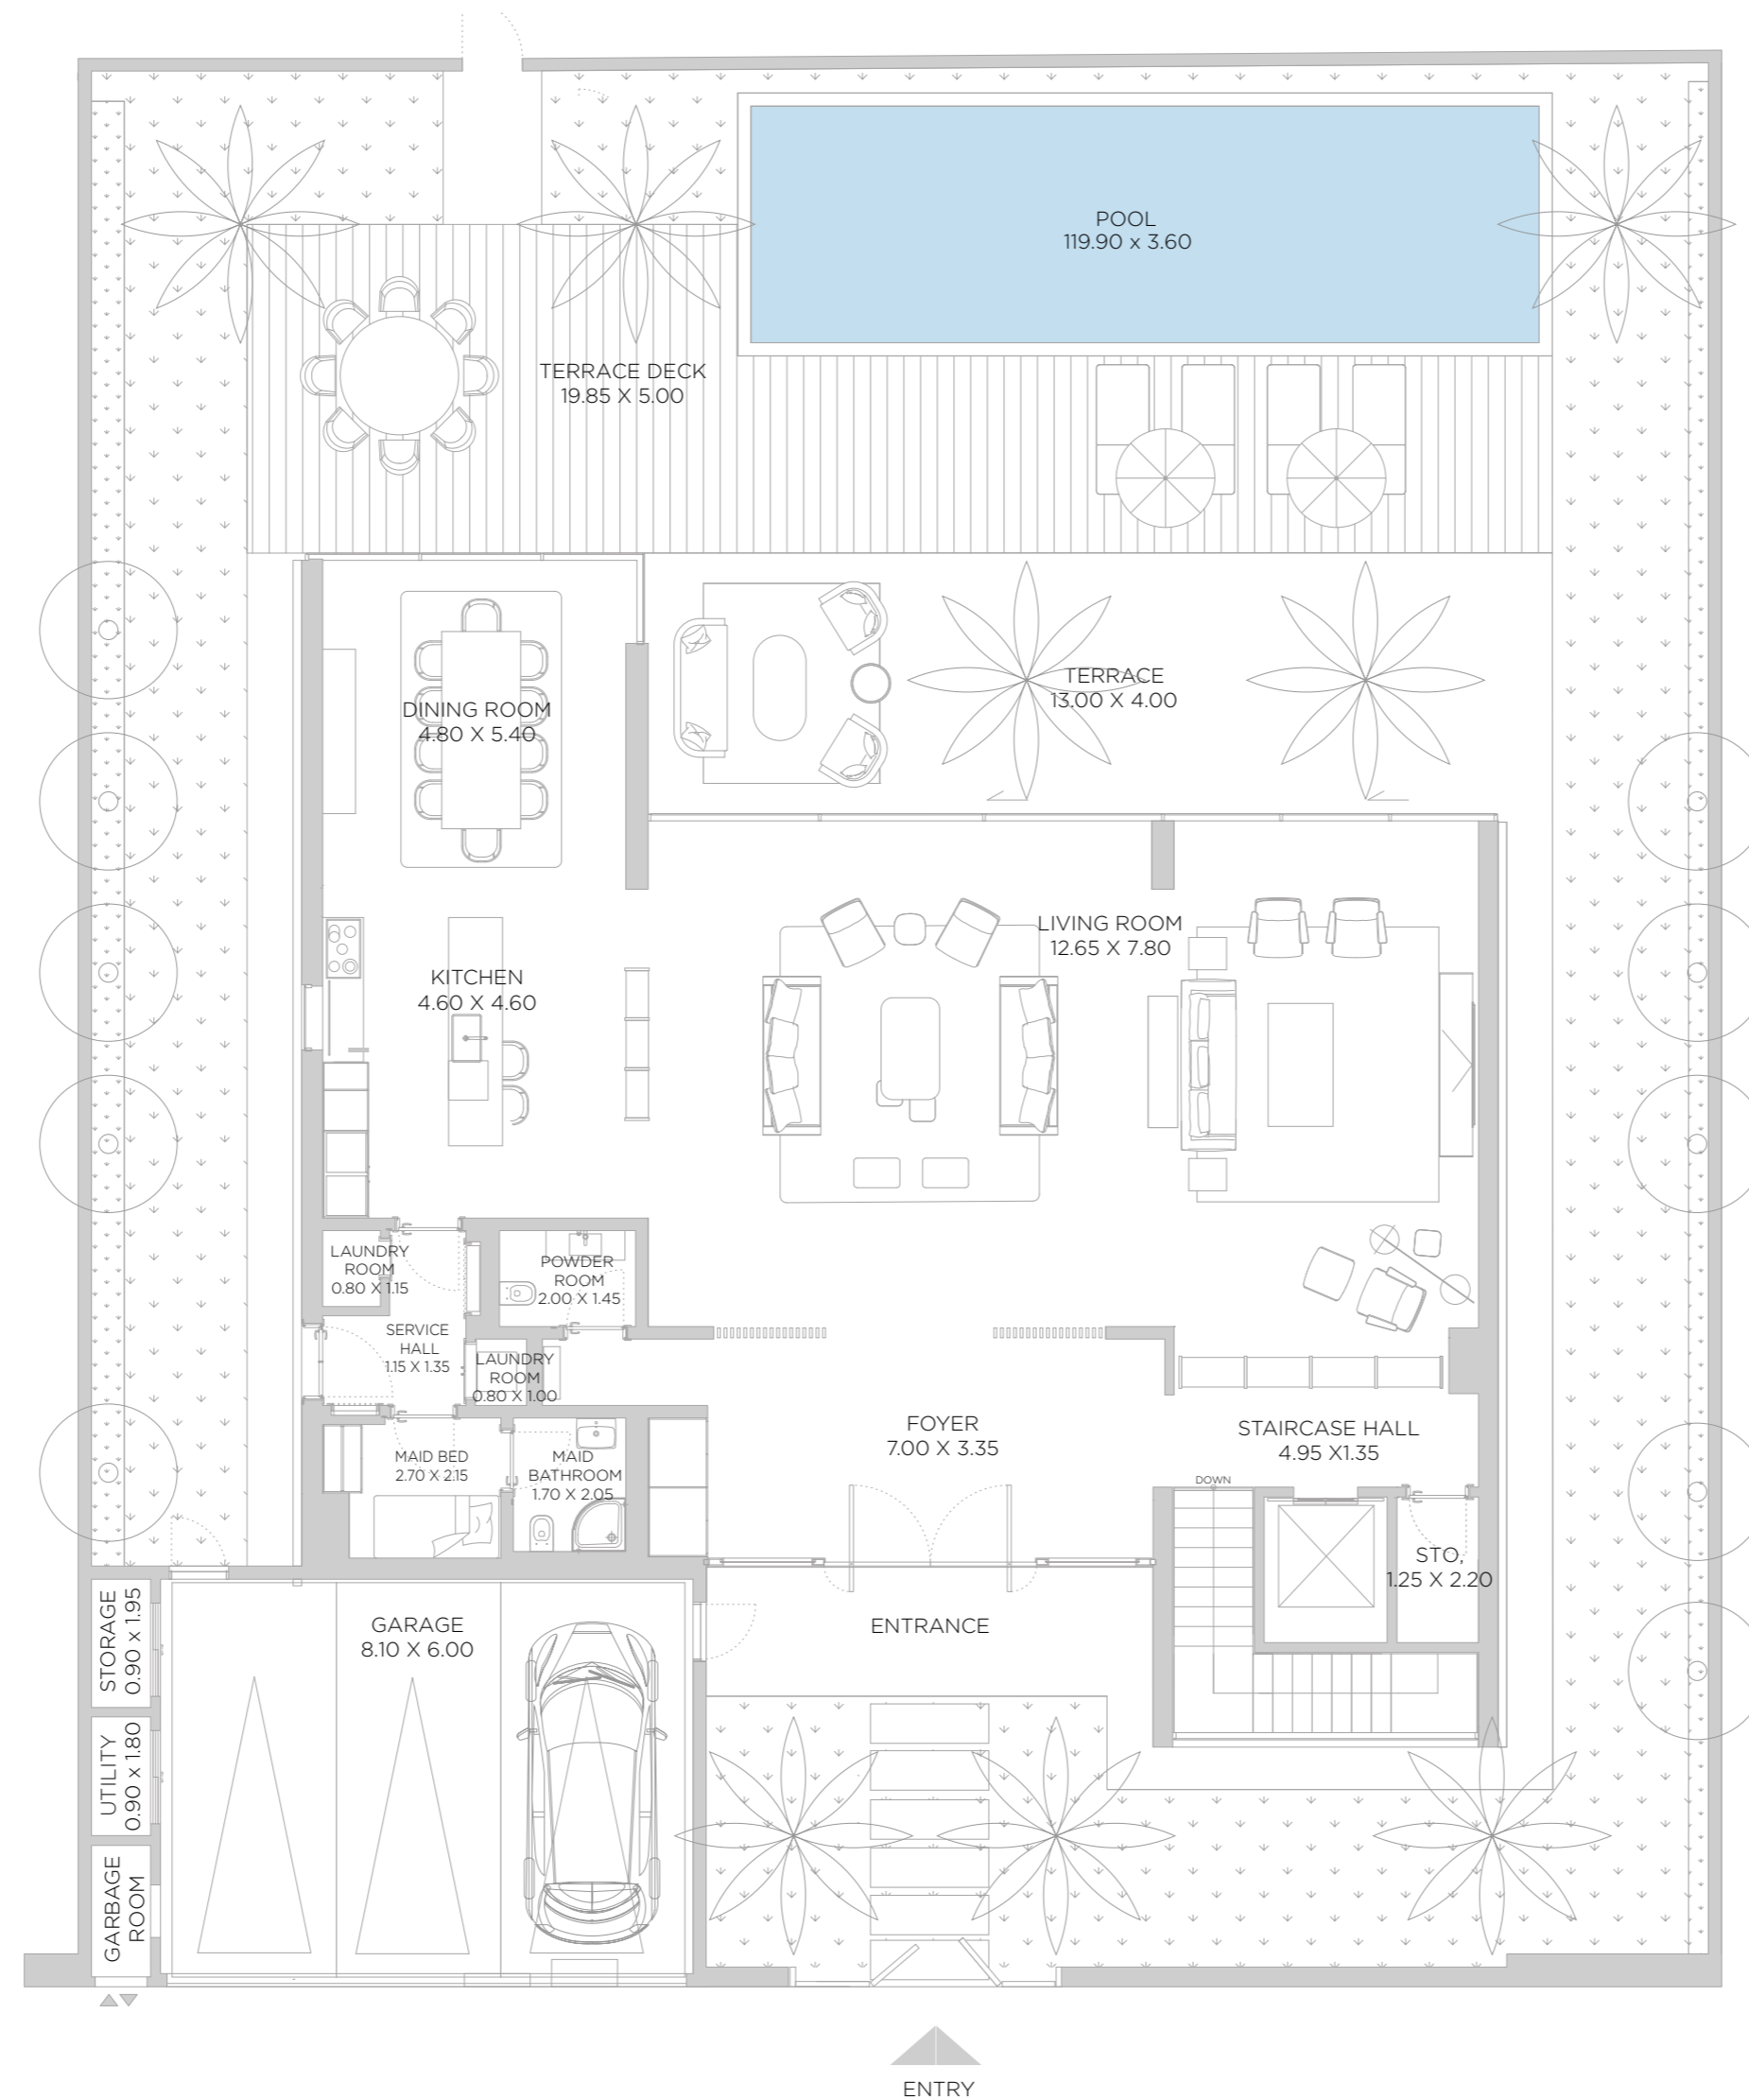 POOL
119.90 x 3.60
TERRACE DECK
19.85 X 5.00
TERRACE
13.00 X 4.00
DINING ROOM
4.80 X 5.40
LIVING ROOM
12.65 X 7.80
KITCHEN
4.60 X 4.60
LAUNDRY
ROOM
0.80 X 1.15
POWDER
ROOM
2.00 X 1.45
SERVICE
HALL
1.15 X 1.35
LAUNDRY
ROOM
0.80 X 1.00
FOYER
7.00 X 3.35
STAIRCASE HALL
4.95 X1.35
MAID BED
2.70 X 2.15
MAID
BATHROOM
1.70 X 2.05
DOWN
STO,
1.25 X 2.20
STORAGE
0.90 x 1.95
GARAGE
8.10 X 6.00
ENTRANCE
UTILITY
0.90 x 1.80
GARBAGE
ROOM
ENTRY